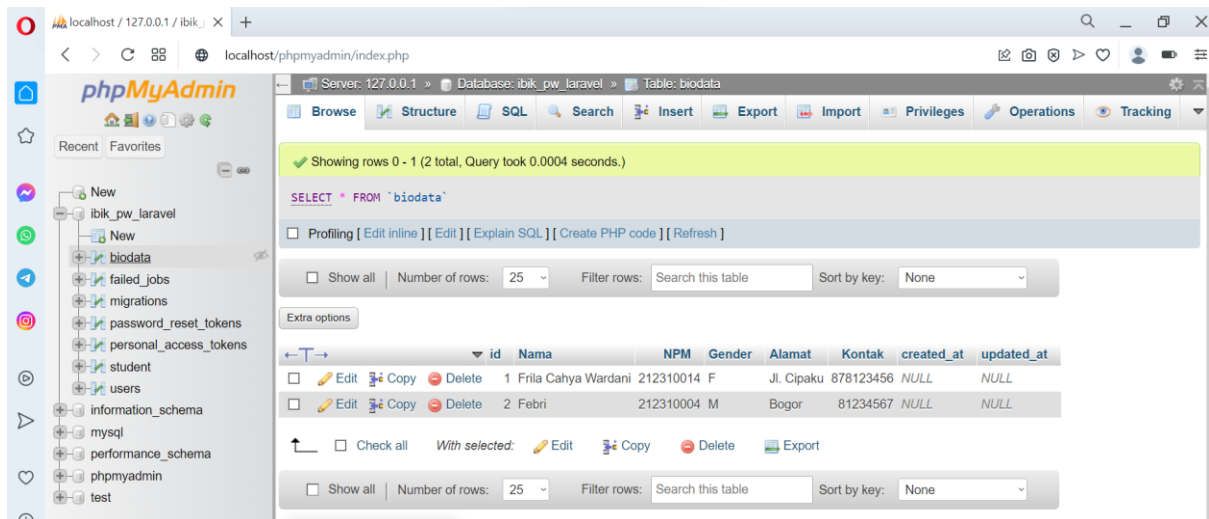 localhost / 127.0.0.1 / ibik_
localhost/phpmyadmin/index.php
phpMyAdmin
Recent Favorites
New
ibik_pw_laravel
New
biodata
failed_jobs
migrations
password_reset_tokens
personal_access_tokens
student
users
information_schema
mysql
performance_schema
phpmyadmin
test
Server: 127.0.0.1 » Database: ibik_pw_laravel » Table: biodata
Browse Structure SQL Search Insert Export Import Privileges Operations Tracking
Showing rows 0 - 1 (2 total, Query took 0.0004 seconds.)
SELECT * FROM `biodata`
Profiling [ Edit inline ] [ Edit ] [ Explain SQL ] [ Create PHP code ] [ Refresh ]
Show all | Number of rows: 25 Filter rows: Search this table Sort by key: None
Extra options
id Nama NPM Gender Alamat Kontak created_at updated_at
Edit Copy Delete 1 Frila Cahya Wardani 212310014 F Jl. Cipaku 878123456 NULL NULL
Edit Copy Delete 2 Febri 212310004 M Bogor 81234567 NULL NULL
Check all With selected: Edit Copy Delete Export
Show all | Number of rows: 25 Filter rows: Search this table Sort by key: None